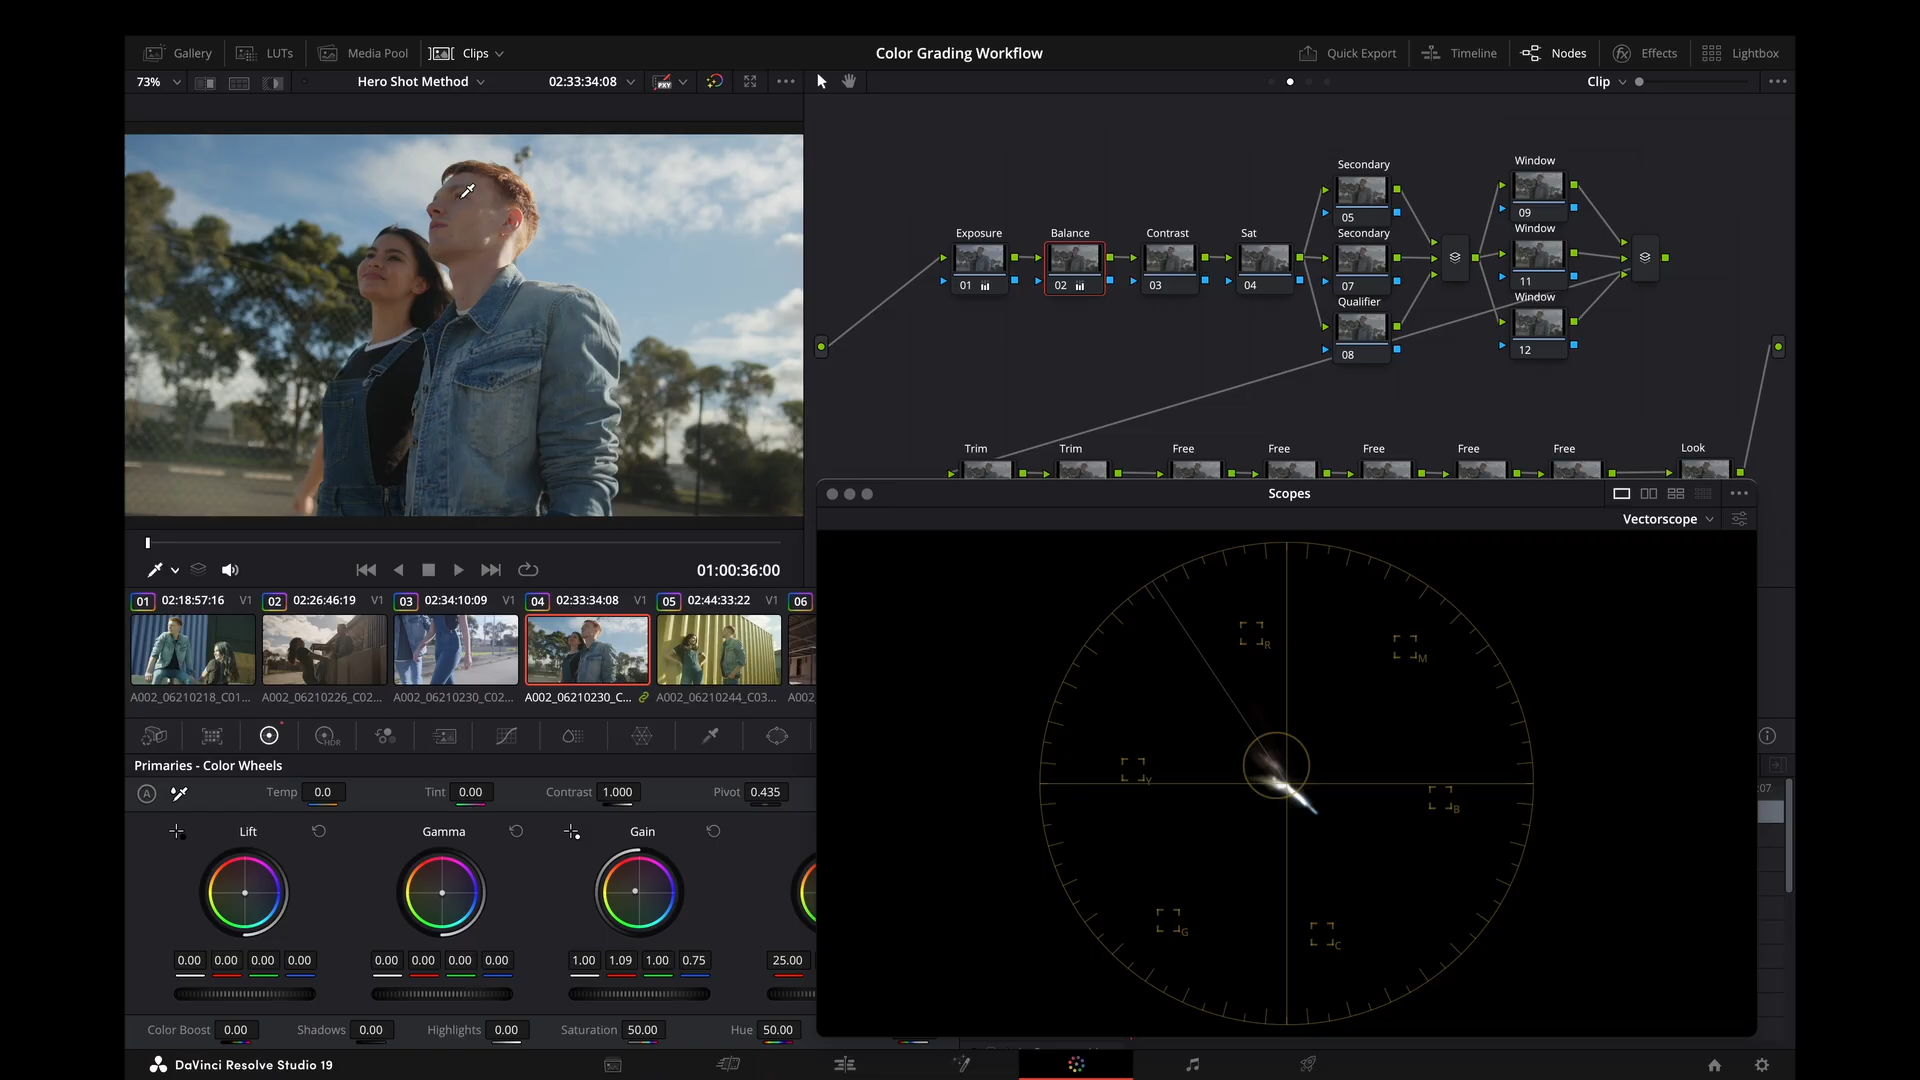 Gallery LUTs Media Pool Clips Color Grading Workflow Quick Export Timeline Nodes Effects Lightbox
73% Hero Shot Method 02:33:34:08 PXY Clip
Secondary Window
05 09
Exposure Balance Contrast Sat Secondary Window
01 02 03 04 07 11
Qualifier Window
08 12
Trim Trim Free Free Free Free Free Look
Scopes
Vectorscope
R M
Y B
G C
01:00:36:00
01 02:18:57:16 V1 02 02:26:46:19 V1 03 02:34:10:09 V1 04 02:33:34:08 V1 05 02:44:33:22 V1 06
A002_06210218_C01... A002_06210226_C02... A002_06210230_C02... A002_06210230_C... A002_06210244_C03... A002
HDR
Primaries - Color Wheels
A Temp 0.0 Tint 0.00 Contrast 1.000 Pivot 0.435
:07
Lift Gamma Gain
0.00 0.00 0.00 0.00 0.00 0.00 0.00 0.00 1.00 1.09 1.00 0.75 25.00
Color Boost 0.00 Shadows 0.00 Highlights 0.00 Saturation 50.00 Hue 50.00
DaVinci Resolve Studio 19